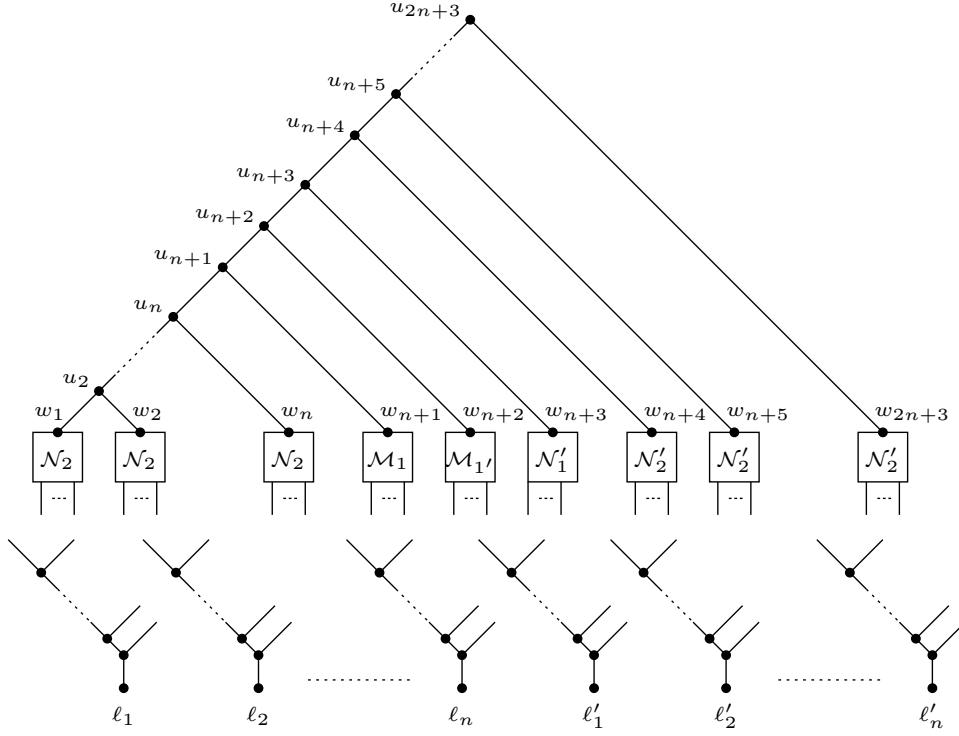 u_{2n+3}
u_{n+5}
u_{n+4}
u_{n+3}
u_{n+2}
u_{n+1}
u_n
u_2
w_1 w_2 w_n w_{n+1} w_{n+2} w_{n+3} w_{n+4} w_{n+5} w_{2n+3}
𝒩_2 𝒩_2 𝒩_2 ℳ_1 ℳ_{1'} 𝒩'_1 𝒩'_2 𝒩'_2 𝒩'_2
... ... ... ... ... ... ... ... ...
ℓ_1 ℓ_2 ℓ_n ℓ'_1 ℓ'_2 ℓ'_n